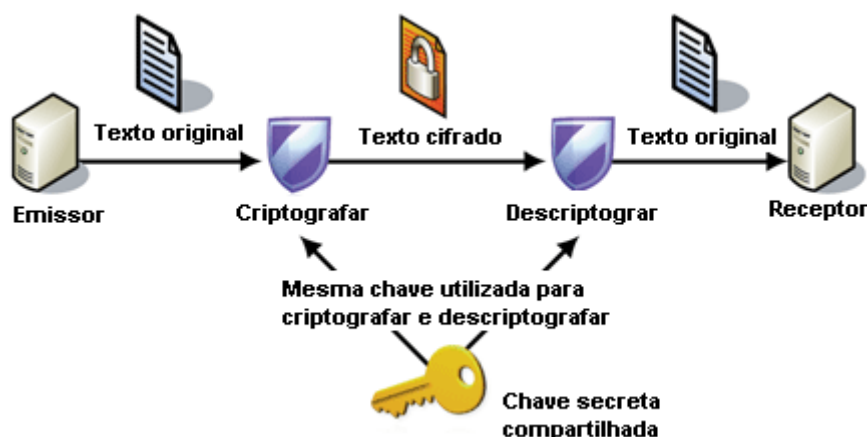 Texto original
Texto cifrado
Texto original
Emissor
Criptografar
Descriptograr
Receptor
Mesma chave utilizada para
criptografar e descriptografar
Chave secreta
compartilhada